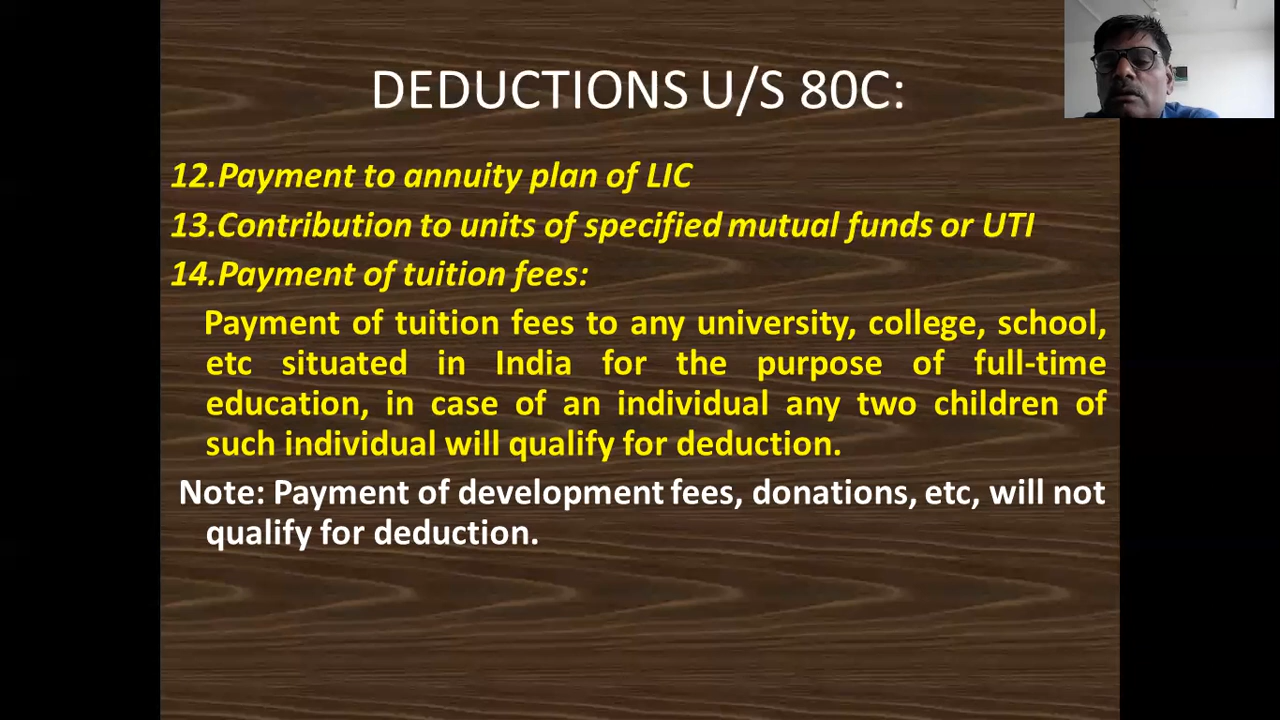 DEDUCTIONS U/S 80C:
12.Payment to annuity plan of LIC
13.Contribution to units of specified mutual funds or UTI
14.Payment of tuition fees:
Payment of tuition fees to any university, college, school,
etc situated in India for the purpose of full-time
education, in case of an individual any two children of
such individual will qualify for deduction.
Note: Payment of development fees, donations, etc, will not
qualify for deduction.